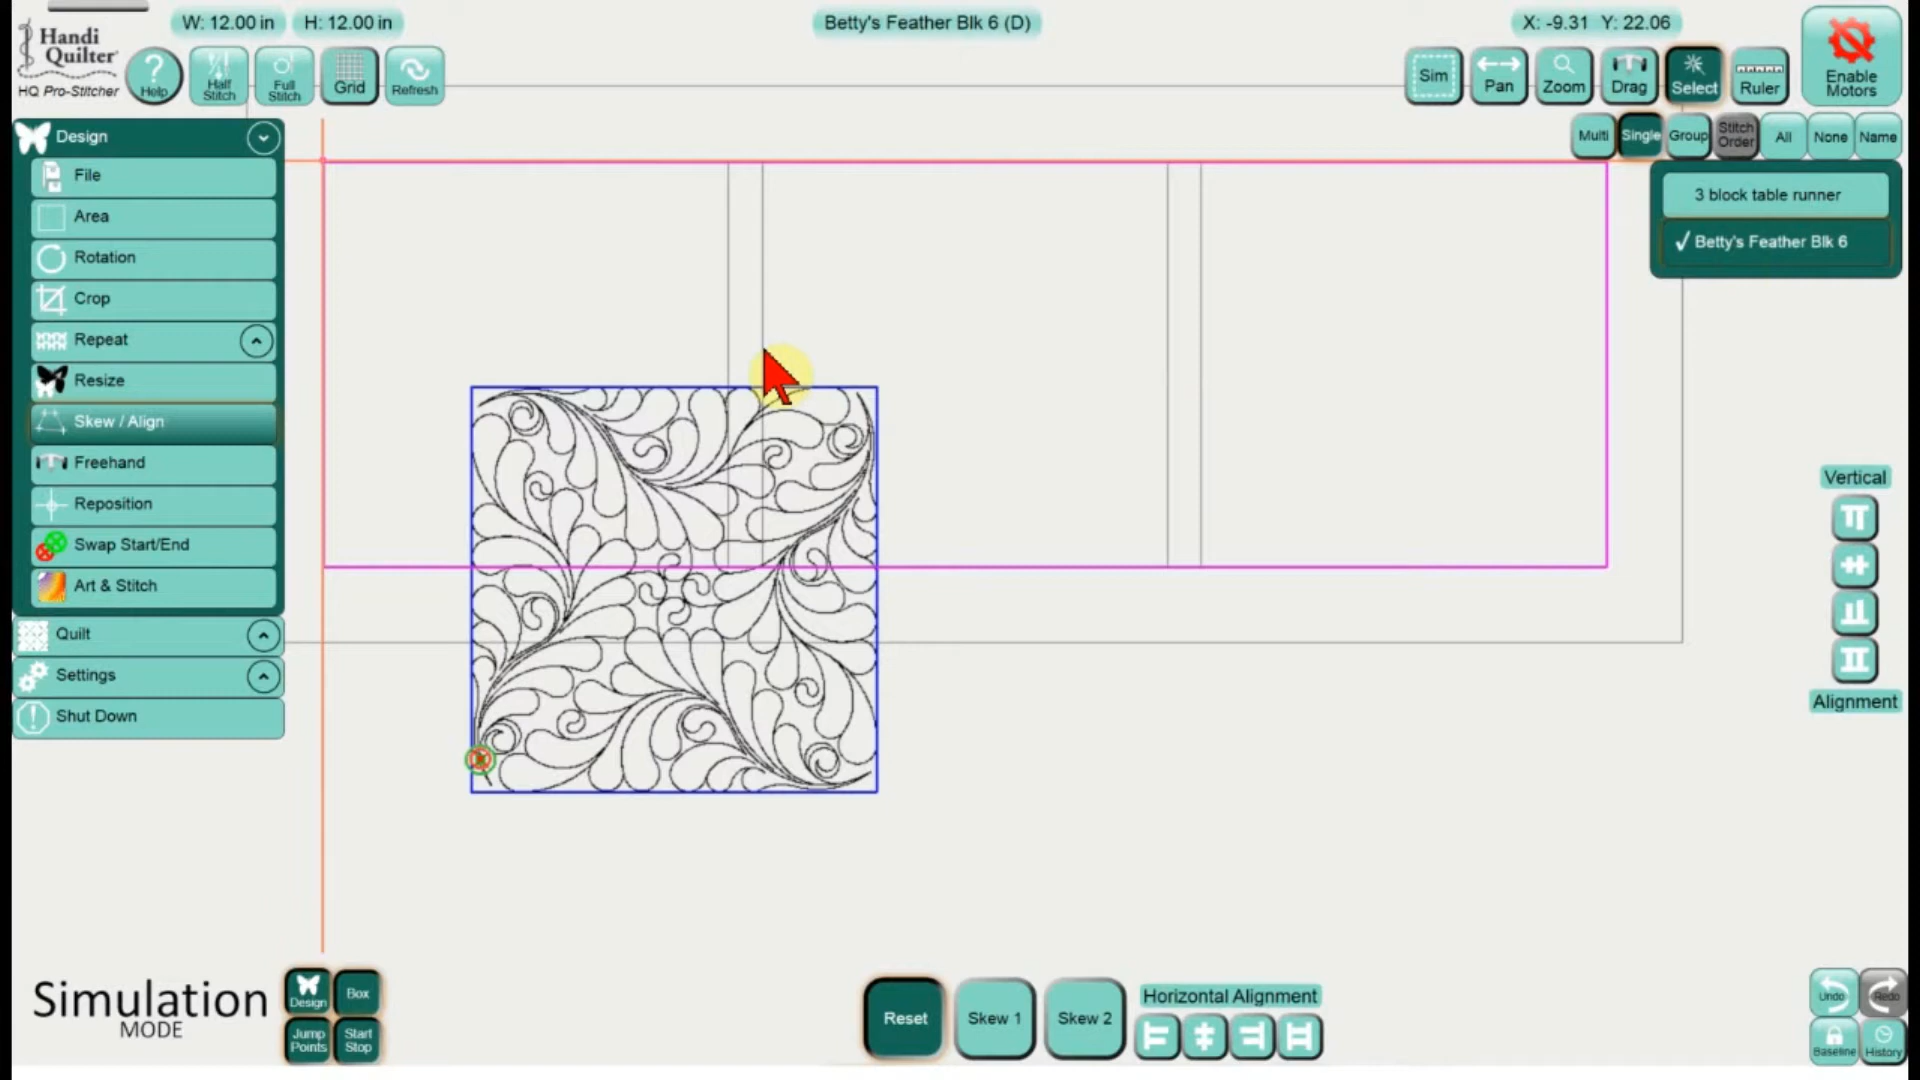 W: 12.00 in
H: 12.00 in
Betty's Feather Blk 6 (D)
X: -9.31 Y: 22.06
Handi
Quilter
HQ Pro-Stitcher
Help
Half
Stitch
Full
Stitch
Grid
Refresh
Sim
Pan
Zoom
Drag
Select
Ruler
Enable
Motors
Multi
Single
Group
Stitch
Order
All
None
Name
3 block table runner
Betty's Feather Blk 6
Design
File
Area
Rotation
Crop
Repeat
Resize
Skew / Align
Freehand
Reposition
Swap Start/End
Art & Stitch
Quilt
Settings
Shut Down
Vertical
Alignment
Simulation
MODE
Design
Box
Jump
Points
Start
Stop
Reset
Skew 1
Skew 2
Horizontal Alignment
Undo
Redo
Baseline
History